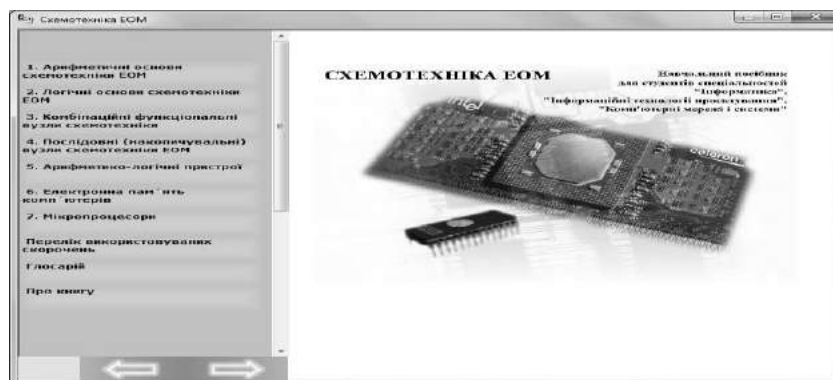 Схемотехніка ЕОМ
1. Арифметичні основи
схемотехніки ЕОМ
2. Логічні основи схемотехніки
ЕОМ
3. Комбінаційні функціональні
вузли схемотехніки
4. Послідовні (накопичувальні)
вузли схемотехніки ЕОМ
5. Арифметико-логічні пристрої
6. Електронна пам`ять
комп`ютерів
7. Мікропроцесори
Перелік використовуваних
скорочень
Глосарій
Про книгу
СХЕМОТЕХНІКА ЕОМ
Навчальний посібник
для студентів спеціальностей
"Інформатика",
"Інформаційні технології проектування",
"Комп'ютерні мережі і системи"
intel
celeron